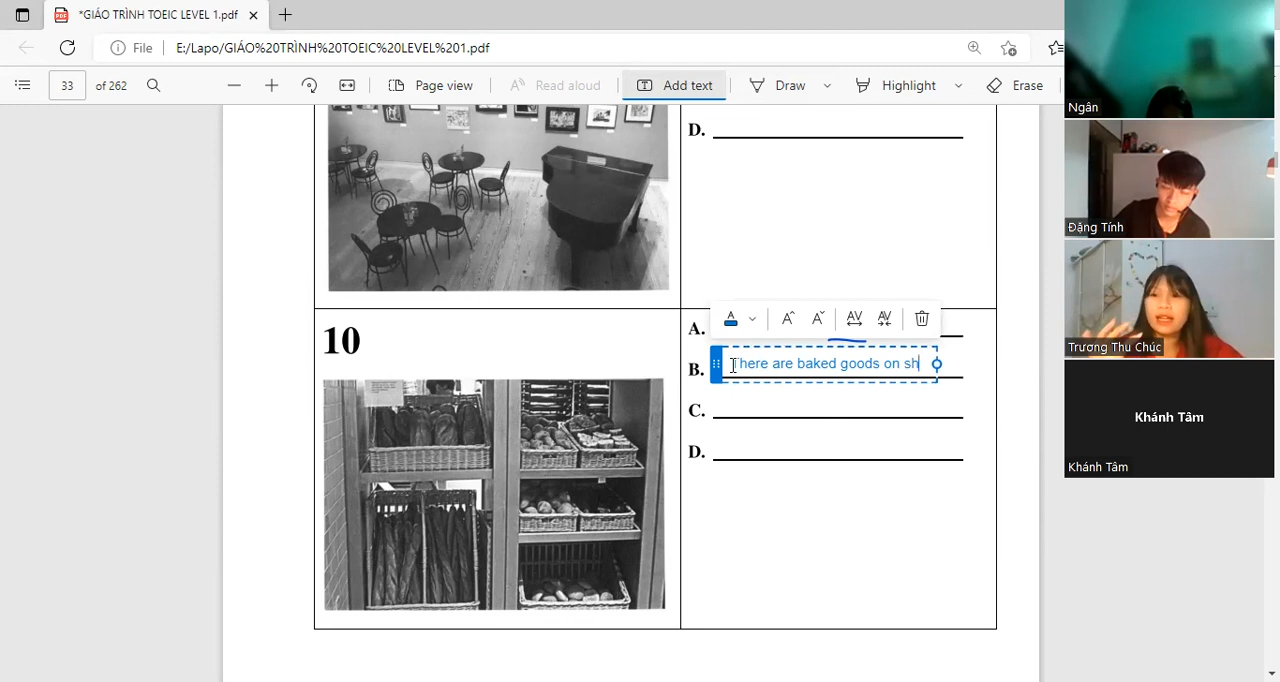 *GIÁO TRÌNH TOEIC LEVEL 1.pdf
File
E:/Lapo/GIÁO%20TRÌNH%20TOEIC%20LEVEL%201.pdf
33 of 262
Page view
Read aloud
Add text
Draw
Highlight
Erase
D.
10
A.
B. There are baked goods on sh
C.
D.
Ngân
Đặng Tính
Trương Thu Chúc
Khánh Tâm
Khánh Tâm